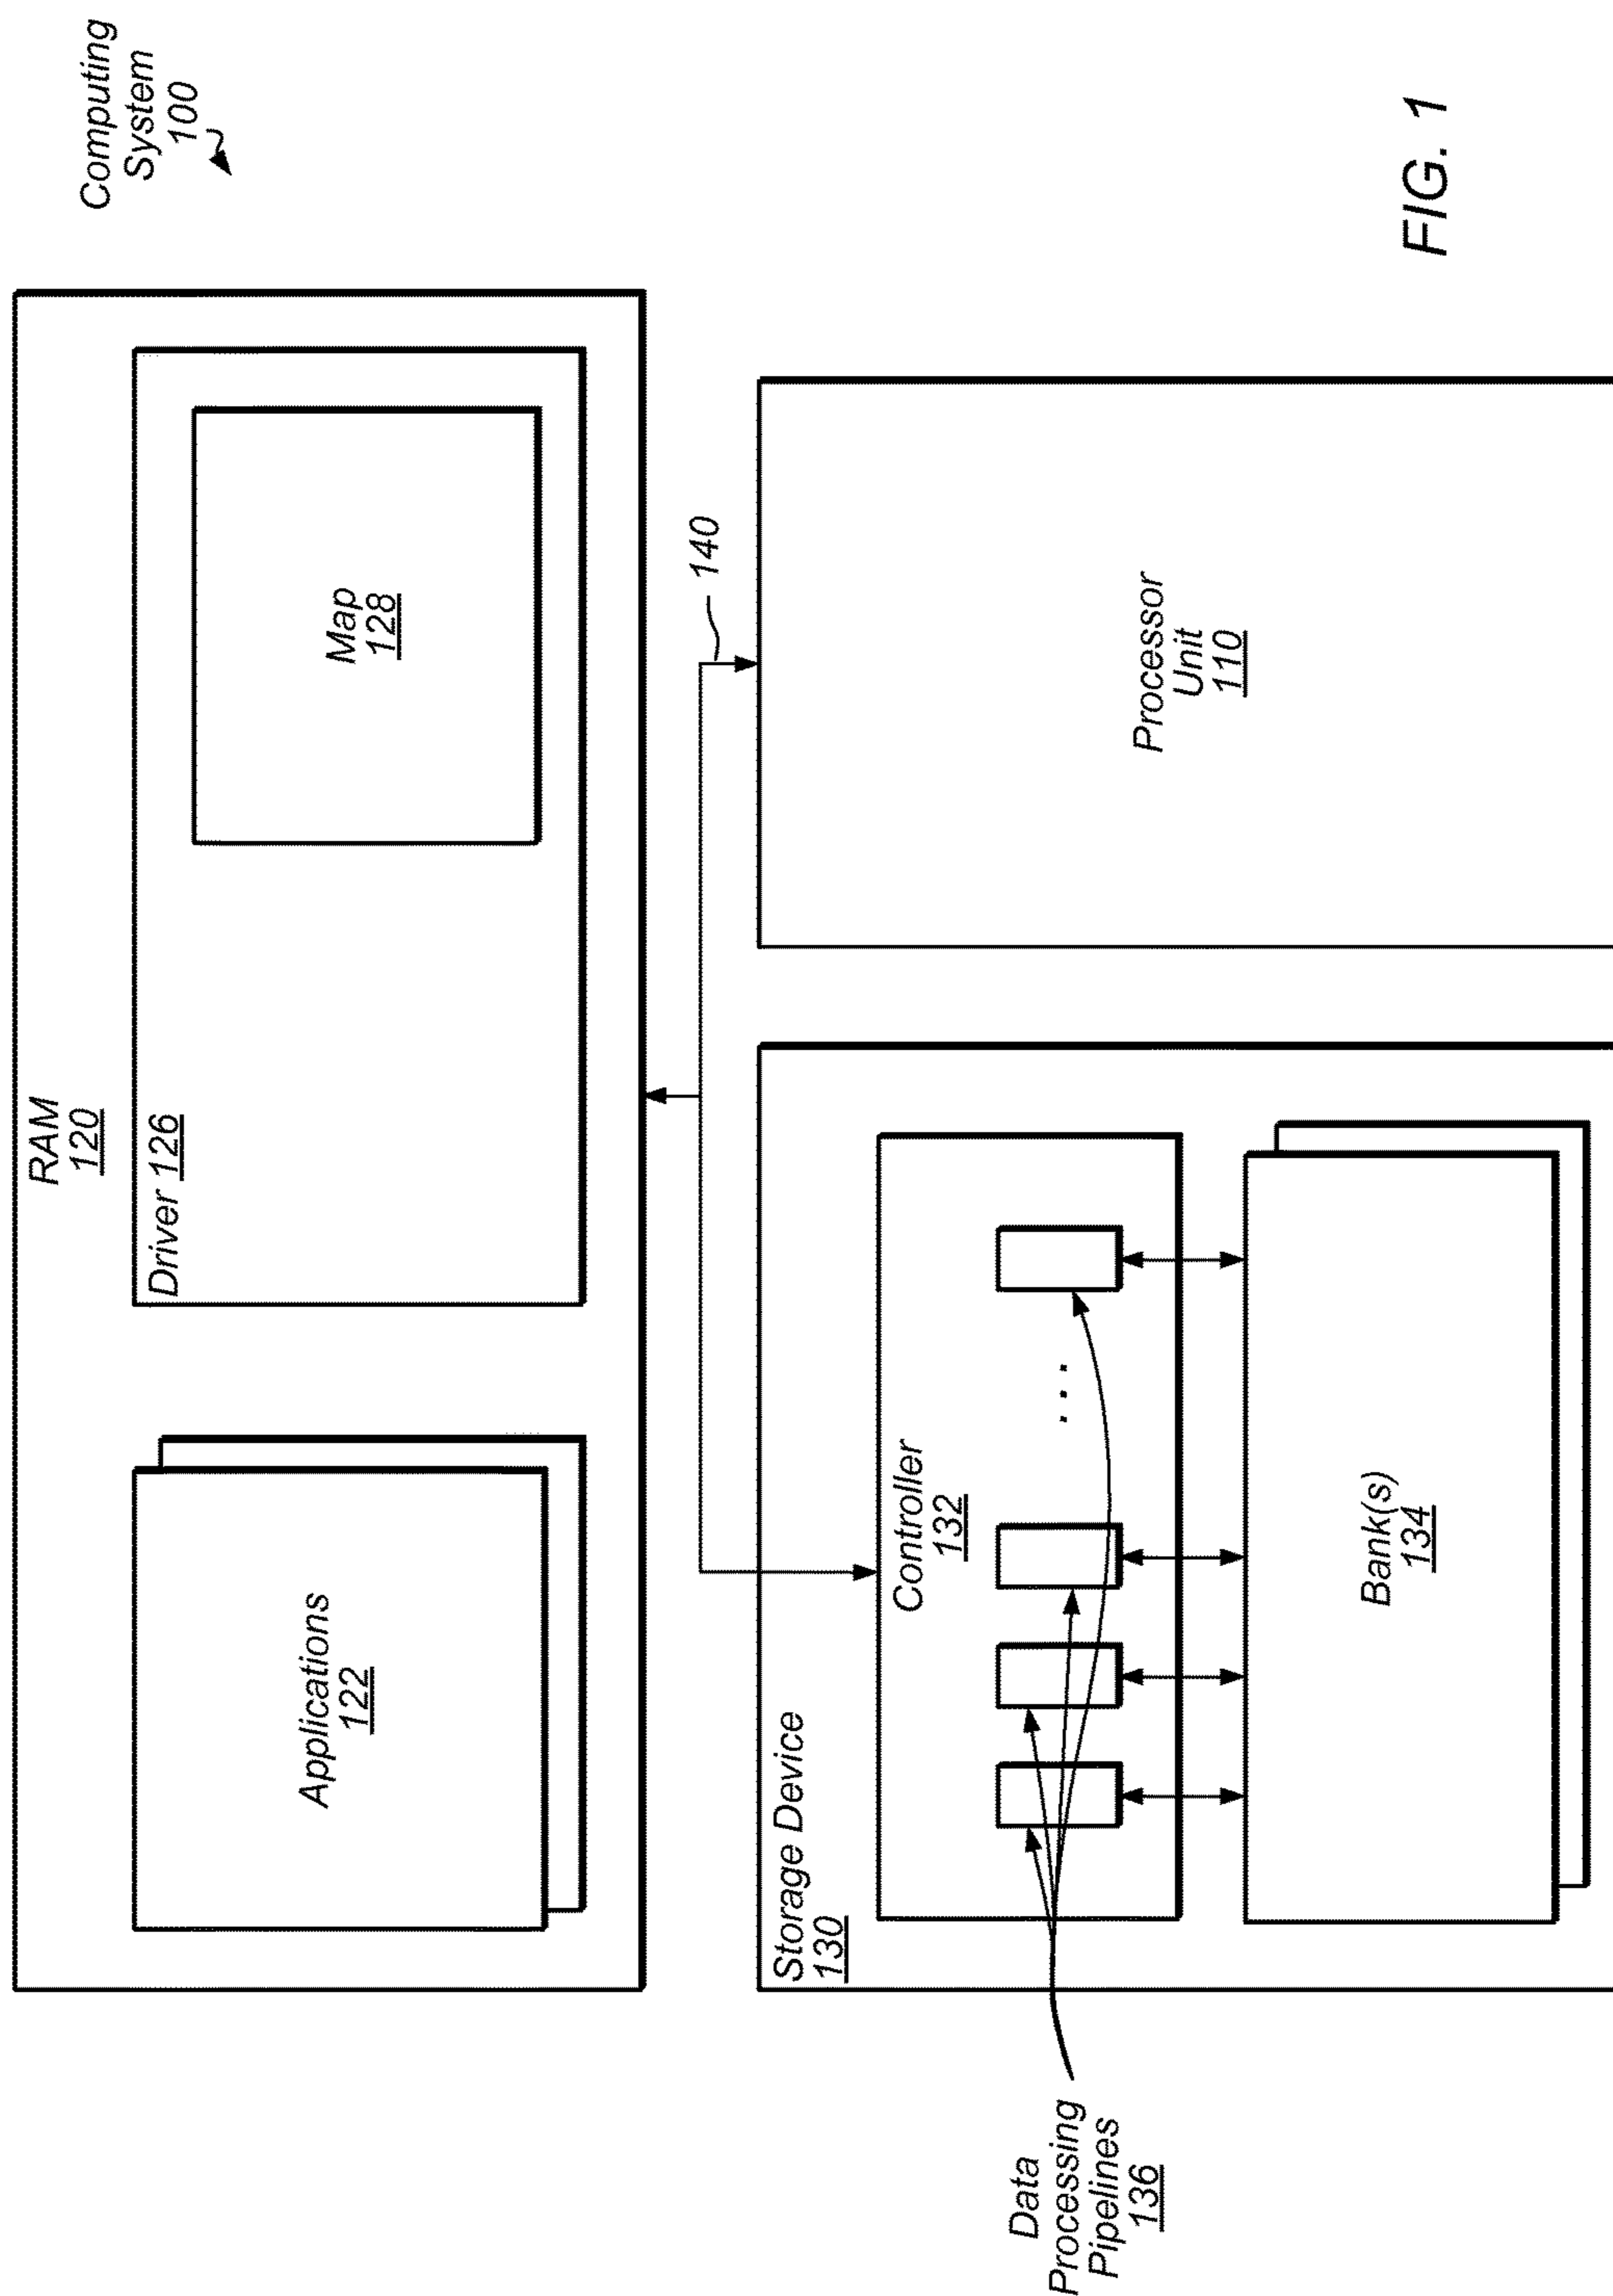 Computing
System
100
RAM
120
Applications
122
Driver 126
Map
128
140
Storage Device
130
Controller
132
. . .
Data
Processing
Pipelines
136
Bank(s)
134
Processor
Unit
110
FIG. 1